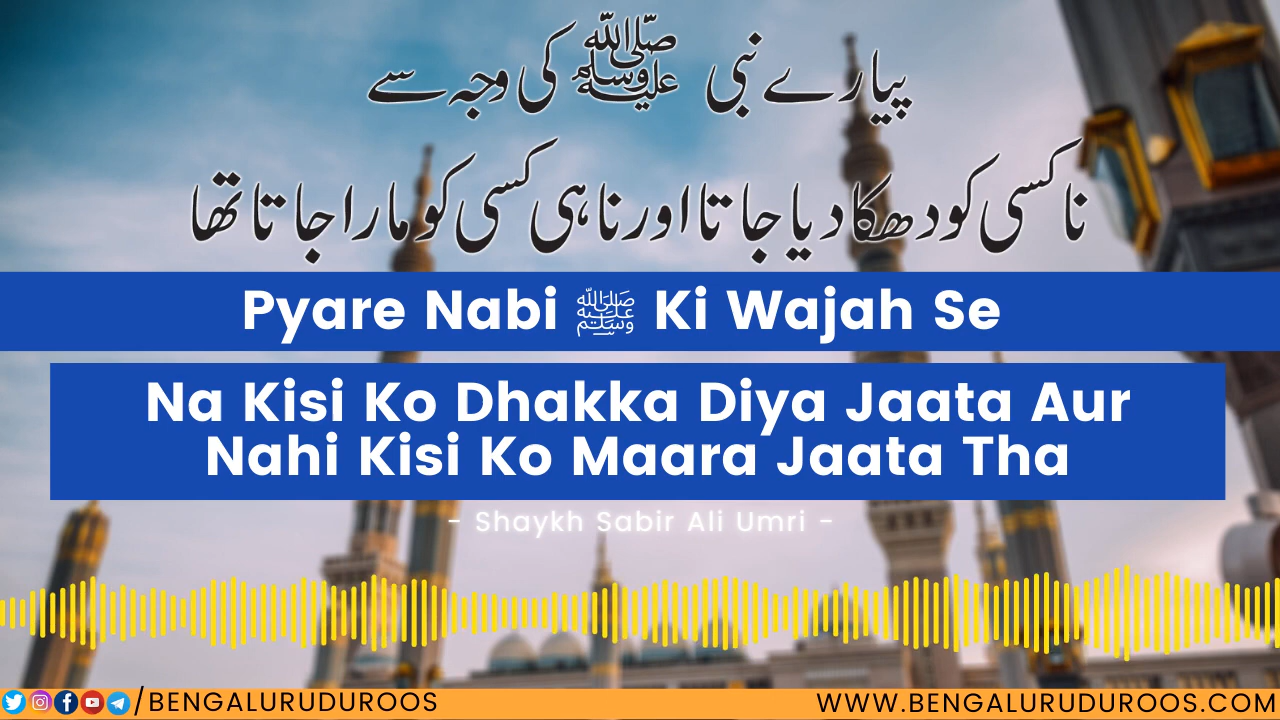 پیارے نبی ﷺ کی وجہ سے
نا کسی کو دھکا دیا جاتا اور نا ہی کسی کو مارا جاتا تھا
Pyare Nabi ﷺ Ki Wajah Se
Na Kisi Ko Dhakka Diya Jaata Aur
Nahi Kisi Ko Maara Jaata Tha
- Shaykh Sabir Ali Umri -
/BENGALURUDUROOS
WWW.BENGALURUDUROOS.COM